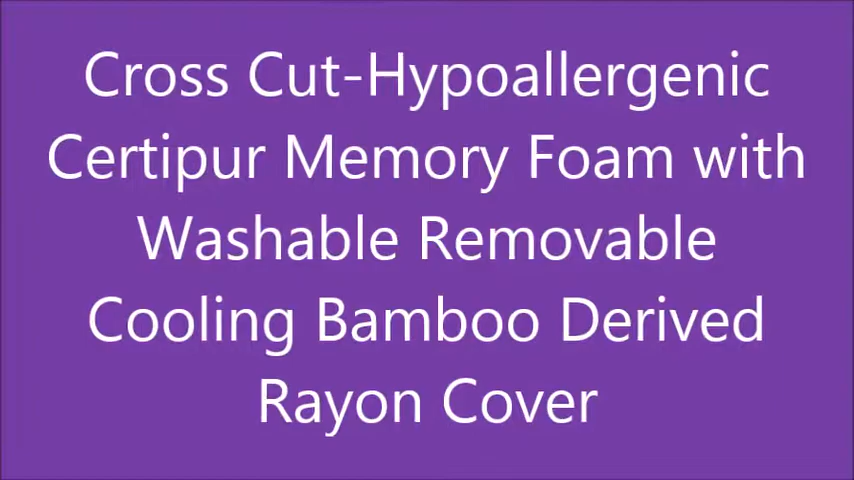 Cross Cut-Hypoallergenic
Certipur Memory Foam with
Washable Removable
Cooling Bamboo Derived
Rayon Cover